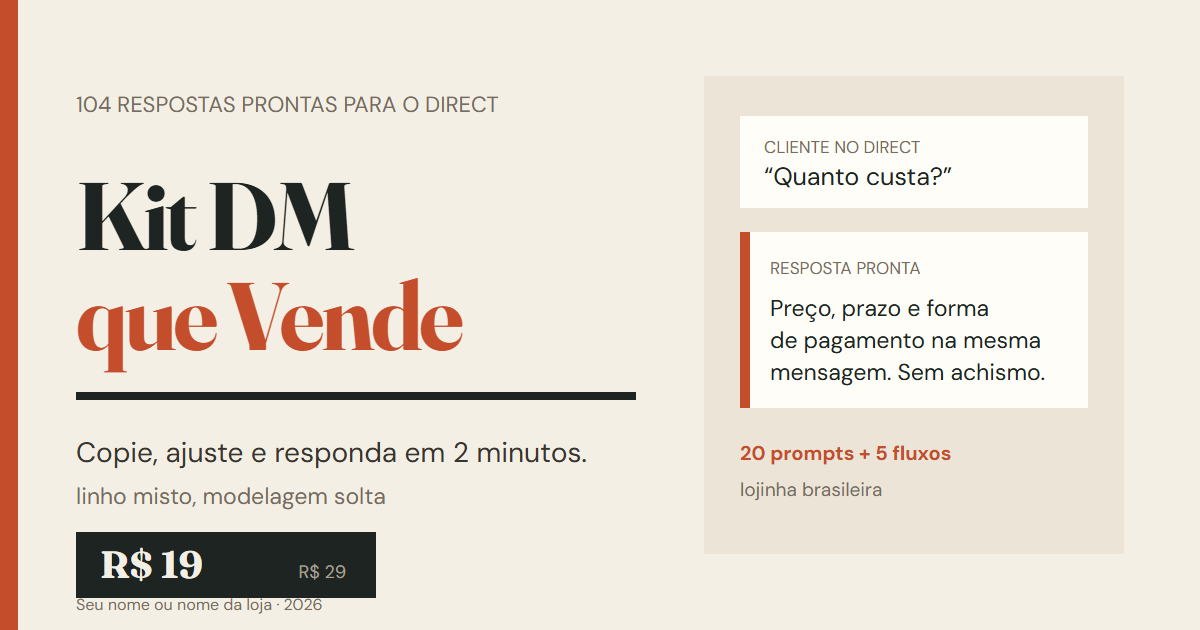 104 RESPOSTAS PRONTAS PARA O DIRECT
Kit DM
que Vende
Copie, ajuste e responda em 2 minutos.
linho misto, modelagem solta
R$ 19
R$ 29
Seu nome ou nome da loja · 2026
CLIENTE NO DIRECT
“Quanto custa?”
RESPOSTA PRONTA
Preço, prazo e forma
de pagamento na mesma
mensagem. Sem achismo.
20 prompts + 5 fluxos
lojinha brasileira